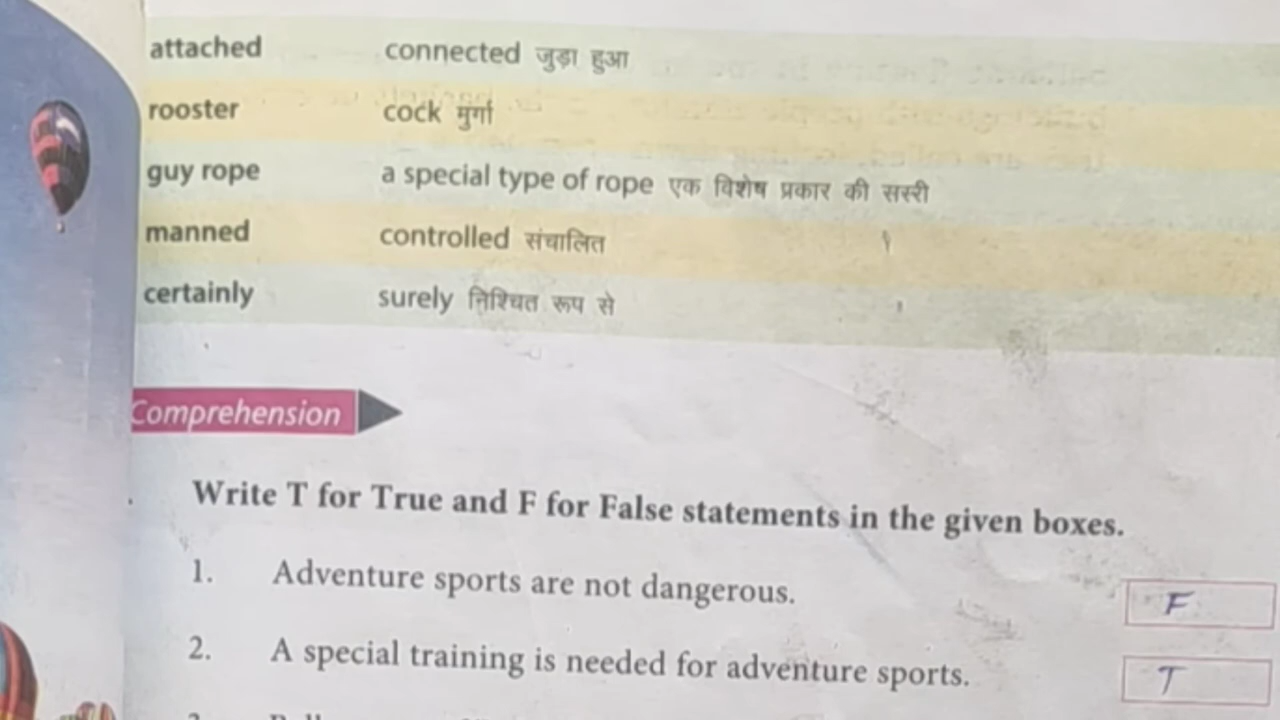 attached connected जुड़ा हुआ
rooster cock मुर्गा
guy rope a special type of rope एक विशेष प्रकार की सस्सी
manned controlled संचालित
certainly surely निश्चित रूप से
Comprehension
Write T for True and F for False statements in the given boxes.
1. Adventure sports are not dangerous. F
2. A special training is needed for adventure sports. T